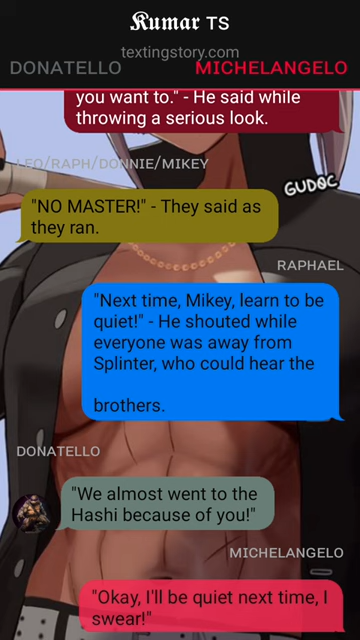 Kumar TS
textingstory.com
DONATELLO
MICHELANGELO
you want to." - He said while
throwing a serious look.
LEO/RAPH/DONNIE/MIKEY
GUDOC
"NO MASTER!" - They said as
they ran.
RAPHAEL
"Next time, Mikey, learn to be
quiet!" - He shouted while
everyone was away from
Splinter, who could hear the
brothers.
DONATELLO
"We almost went to the
Hashi because of you!"
MICHELANGELO
"Okay, I'll be quiet next time, I
swear!"